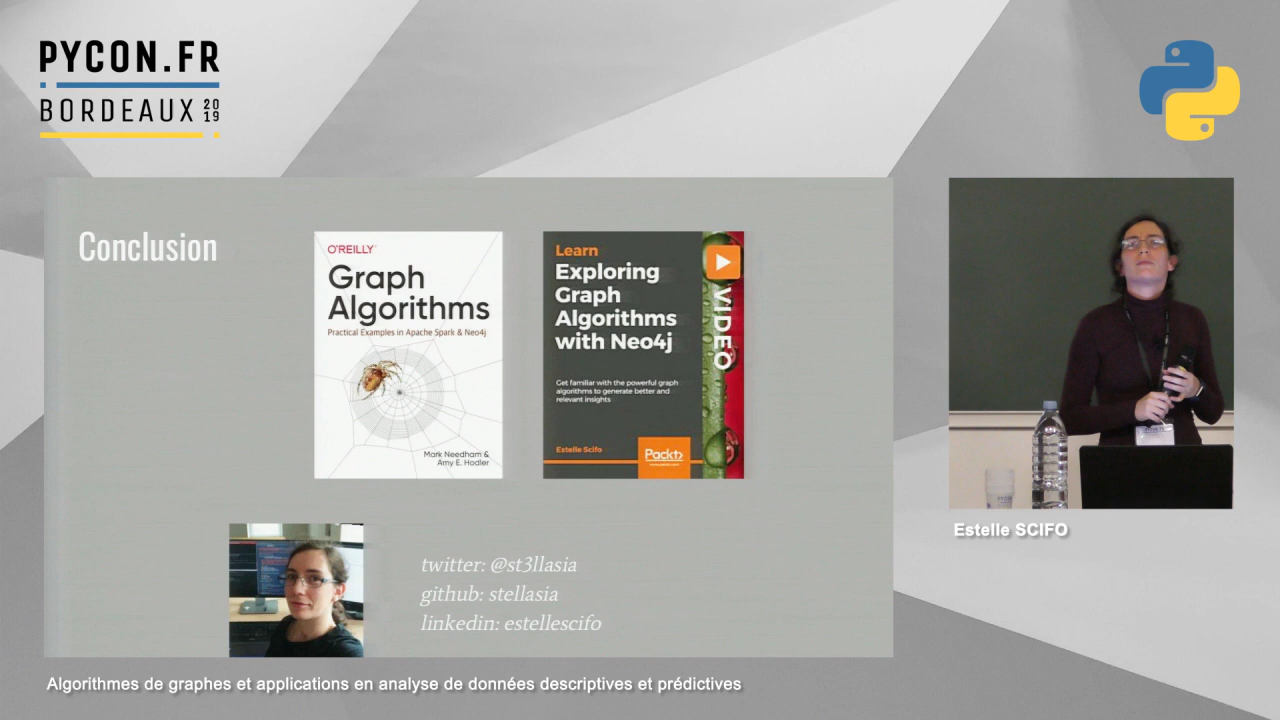 PYCON.FR
BORDEAUX 2019
Conclusion
O'REILLY
Graph
Algorithms
Practical Examples in Apache Spark & Neo4j
Mark Needham &
Amy E. Hodler
Learn
Exploring
Graph
Algorithms
with Neo4j
Get familiar with the powerful graph
algorithms to generate better and
relevant insights
Estelle Scifo
Packt>
VIDEO
twitter: @st3llasia
github: stellasia
linkedin: estellescifo
Estelle SCIFO
Algorithmes de graphes et applications en analyse de données descriptives et prédictives